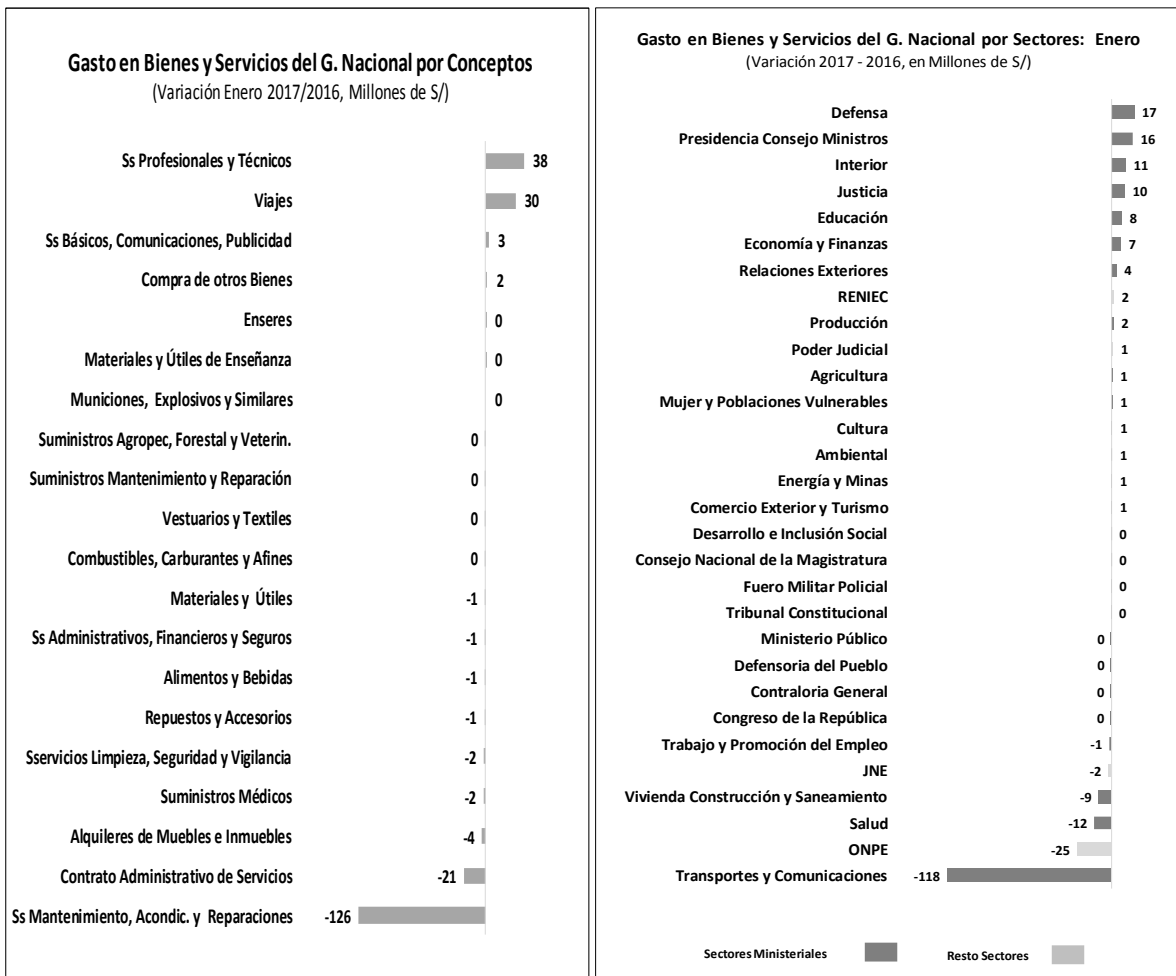 Gasto en Bienes y Servicios del G. Nacional por Conceptos
(Variación Enero 2017/2016, Millones de S/)
Ss Profesionales y Técnicos 38
Viajes 30
Ss Básicos, Comunicaciones, Publicidad 3
Compra de otros Bienes 2
Enseres 0
Materiales y Útiles de Enseñanza 0
Municiones, Explosivos y Similares 0
Suministros Agropec, Forestal y Veterin. 0
Suministros Mantenimiento y Reparación 0
Vestuarios y Textiles 0
Combustibles, Carburantes y Afines 0
Materiales y Útiles -1
Ss Administrativos, Financieros y Seguros -1
Alimentos y Bebidas -1
Repuestos y Accesorios -1
Sservicios Limpieza, Seguridad y Vigilancia -2
Suministros Médicos -2
Alquileres de Muebles e Inmuebles -4
Contrato Administrativo de Servicios -21
Ss Mantenimiento, Acondic. y Reparaciones -126
Gasto en Bienes y Servicios del G. Nacional por Sectores: Enero
(Variación 2017 - 2016, en Millones de S/)
Defensa 17
Presidencia Consejo Ministros 16
Interior 11
Justicia 10
Educación 8
Economía y Finanzas 7
Relaciones Exteriores 4
RENIEC 2
Producción 2
Poder Judicial 1
Agricultura 1
Mujer y Poblaciones Vulnerables 1
Cultura 1
Ambiental 1
Energía y Minas 1
Comercio Exterior y Turismo 1
Desarrollo e Inclusión Social 0
Consejo Nacional de la Magistratura 0
Fuero Militar Policial 0
Tribunal Constitucional 0
Ministerio Público 0
Defensoria del Pueblo 0
Contraloria General 0
Congreso de la República 0
Trabajo y Promoción del Empleo -1
JNE -2
Vivienda Construcción y Saneamiento -9
Salud -12
ONPE -25
Transportes y Comunicaciones -118
Sectores Ministeriales Resto Sectores